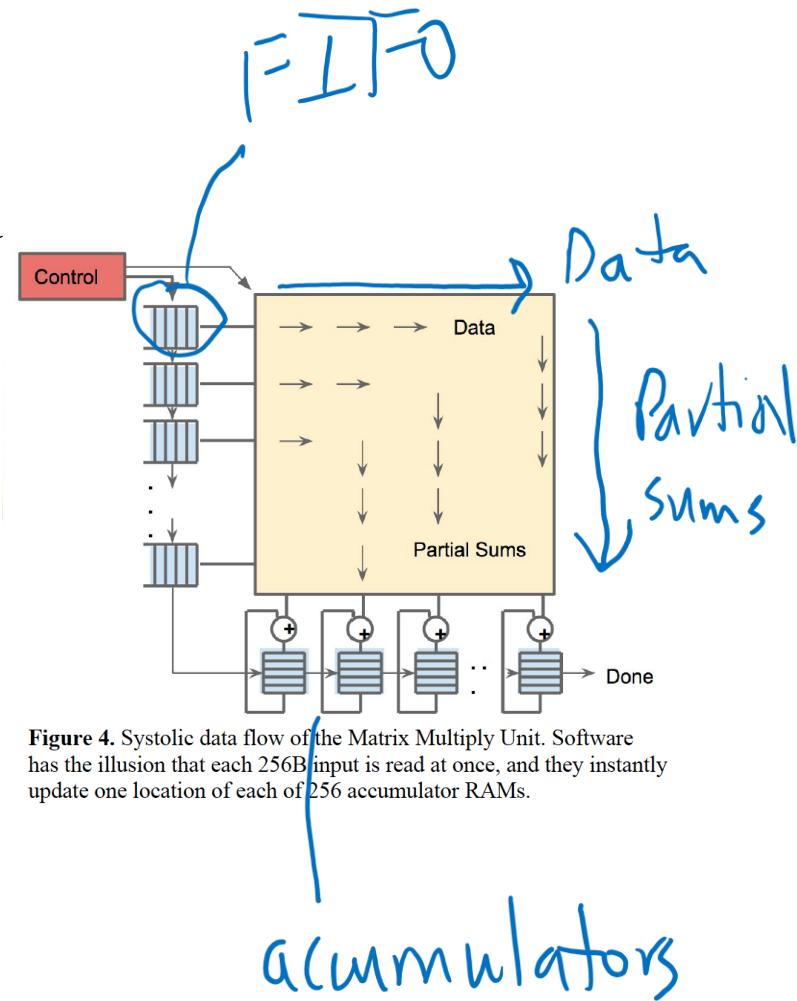 FIFO
Data
Control
Data
Partial
sums
Partial Sums
+ + + +
Done
Figure 4. Systolic data flow of the Matrix Multiply Unit. Software
has the illusion that each 256B input is read at once, and they instantly
update one location of each of 256 accumulator RAMs.
acumulators